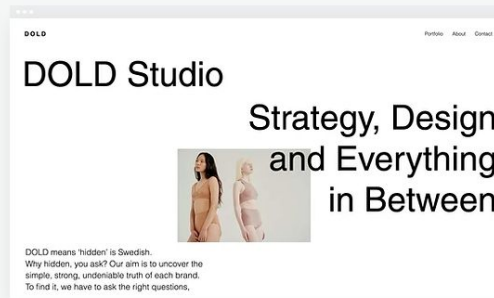 DOLD
Portfolio About Contact
DOLD Studio
Strategy, Design
and Everything
in Between
DOLD means 'hidden' is Swedish.
Why hidden, you ask? Our aim is to uncover the
simple, strong, undeniable truth of each brand.
To find it, we have to ask the right questions,